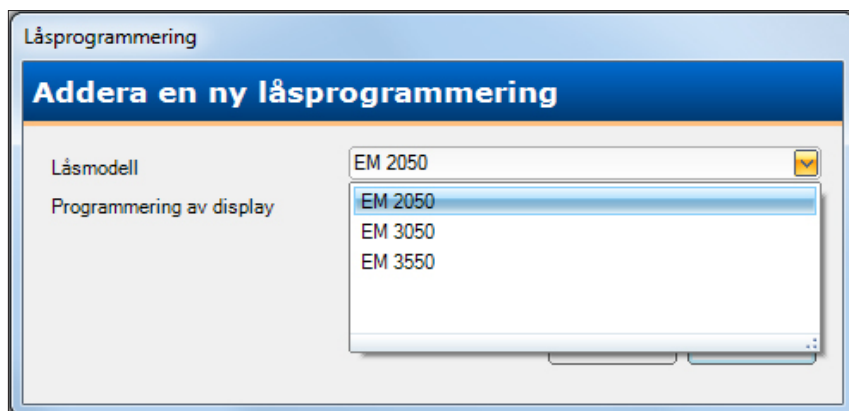 Låsprogrammering
Addera en ny låsprogrammering
Låsmodell
EM 2050
Programmering av display
EM 2050
EM 3050
EM 3550